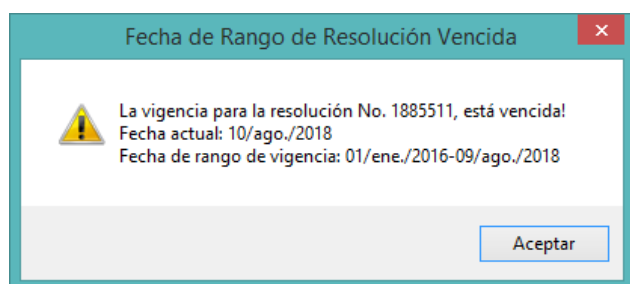 Fecha de Rango de Resolución Vencida
La vigencia para la resolución No. 1885511, está vencida!
Fecha actual: 10/ago./2018
Fecha de rango de vigencia: 01/ene./2016-09/ago./2018
Aceptar